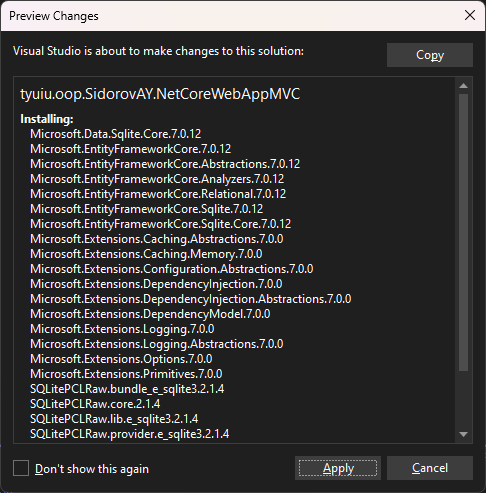 Preview Changes
Visual Studio is about to make changes to this solution:
Copy
tyuiu.oop.SidorovAY.NetCoreWebAppMVC
Installing:
Microsoft.Data.Sqlite.Core.7.0.12
Microsoft.EntityFrameworkCore.7.0.12
Microsoft.EntityFrameworkCore.Abstractions.7.0.12
Microsoft.EntityFrameworkCore.Analyzers.7.0.12
Microsoft.EntityFrameworkCore.Relational.7.0.12
Microsoft.EntityFrameworkCore.Sqlite.7.0.12
Microsoft.EntityFrameworkCore.Sqlite.Core.7.0.12
Microsoft.Extensions.Caching.Abstractions.7.0.0
Microsoft.Extensions.Caching.Memory.7.0.0
Microsoft.Extensions.Configuration.Abstractions.7.0.0
Microsoft.Extensions.DependencyInjection.7.0.0
Microsoft.Extensions.DependencyInjection.Abstractions.7.0.0
Microsoft.Extensions.DependencyModel.7.0.0
Microsoft.Extensions.Logging.7.0.0
Microsoft.Extensions.Logging.Abstractions.7.0.0
Microsoft.Extensions.Options.7.0.0
Microsoft.Extensions.Primitives.7.0.0
SQLitePCLRaw.bundle_e_sqlite3.2.1.4
SQLitePCLRaw.core.2.1.4
SQLitePCLRaw.lib.e_sqlite3.2.1.4
SQLitePCLRaw.provider.e_sqlite3.2.1.4
Don't show this again
Apply
Cancel